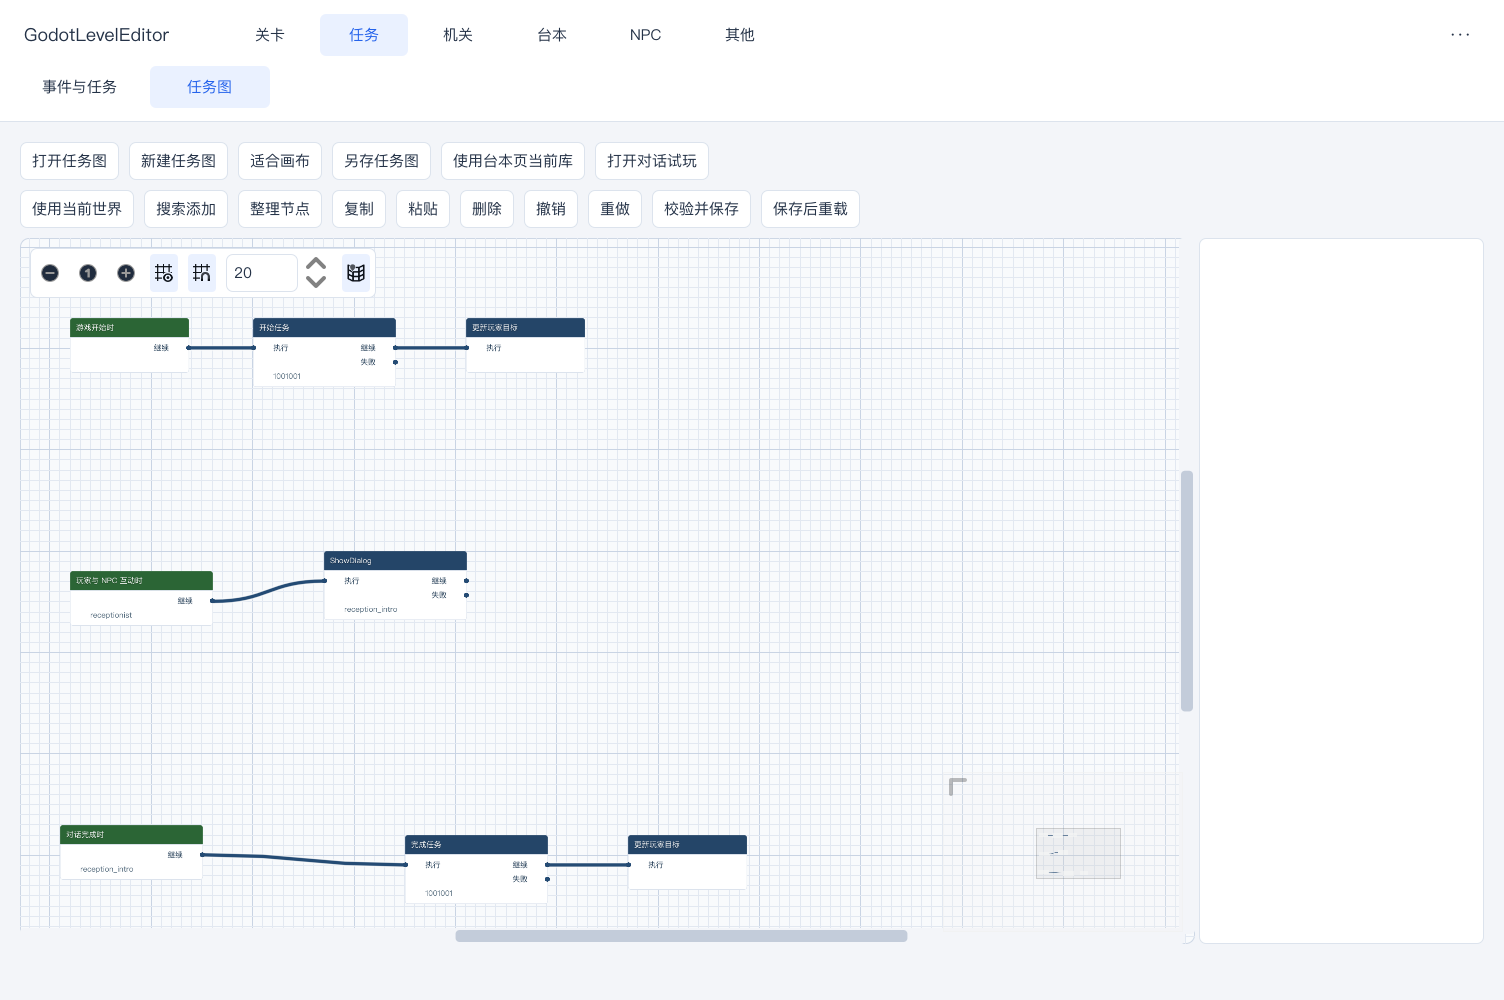 GodotLevelEditor 关卡 任务 机关 台本 NPC 其他 ···
事件与任务 任务图
打开任务图 新建任务图 适合画布 另存任务图 使用台本页当前库 打开对话试玩
使用当前世界 搜索添加 整理节点 复制 粘贴 删除 撤销 重做 校验并保存 保存后重载
1 20
游戏开始时 开始任务 更新玩家目标
继续 执行 继续 执行
失败
1001001
ShowDialog
玩家与 NPC 互动时 执行 继续
继续 失败
receptionist reception_intro
对话完成时 完成任务 更新玩家目标
继续 执行 继续 执行
reception_intro 失败
1001001